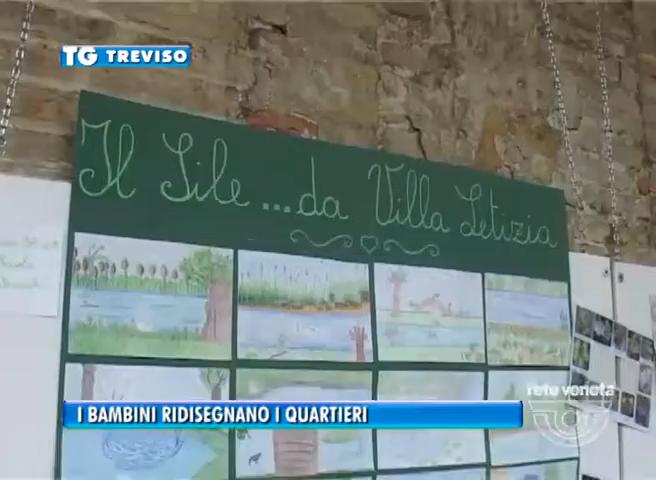 TG TREVISO
Il Sile ... da Villa Letizia
I BAMBINI RIDISEGNANO I QUARTIERI
rete veneta